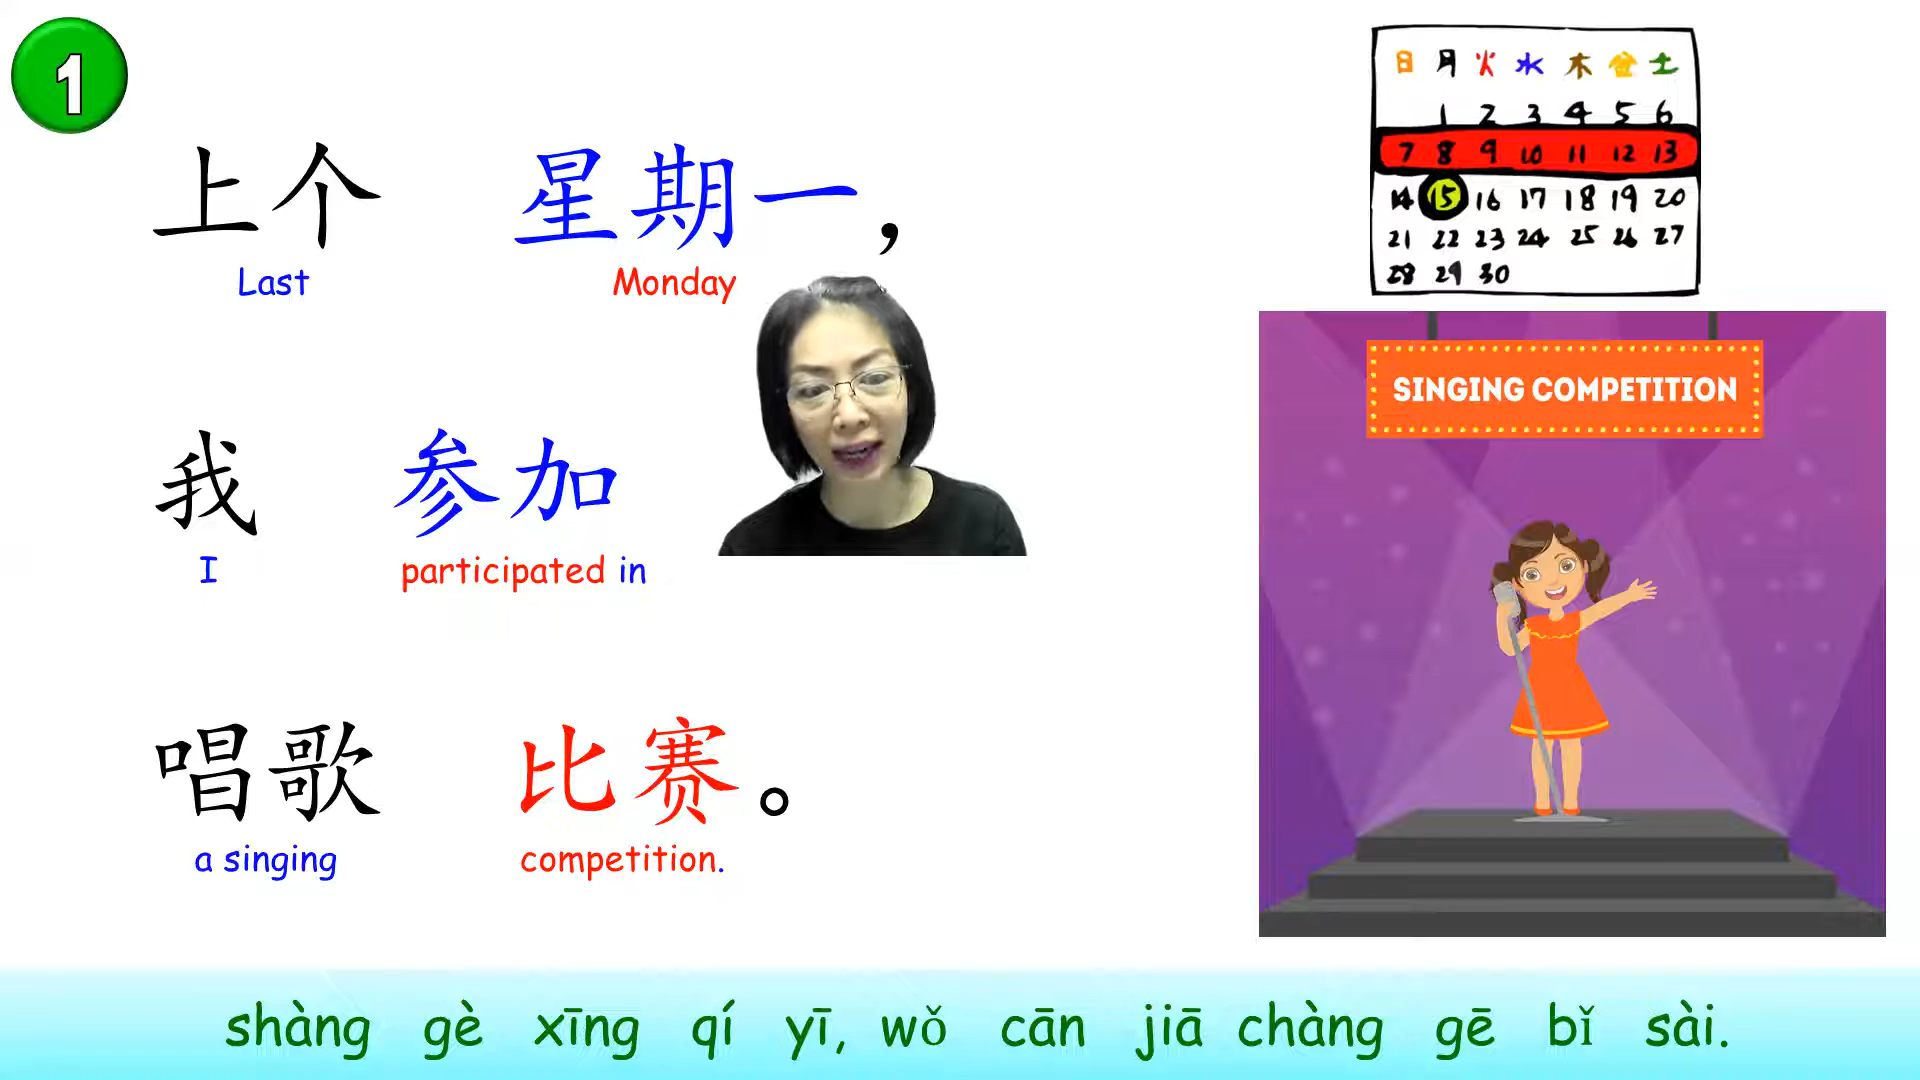 1
上个 星期一，
Last Monday
我 参加
I participated in
唱歌 比赛。
a singing competition.
日 月 火 水 木 金 土
1 2 3 4 5 6
7 8 9 10 11 12 13
14 15 16 17 18 19 20
21 22 23 24 25 26 27
28 29 30
SINGING COMPETITION
shàng gè xīng qí yī, wǒ cān jiā chàng gē bǐ sài.